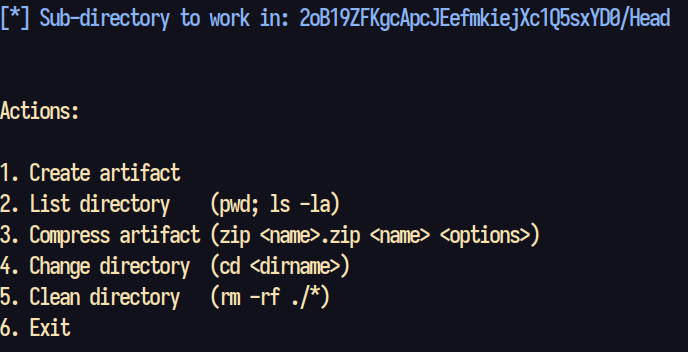 [*] Sub-directory to work in: 2oB19ZFKgcApcJEefmkiejXc1Q5sxYD0/Head
Actions:
1. Create artifact
2. List directory (pwd; ls -la)
3. Compress artifact (zip <name>.zip <name> <options>)
4. Change directory (cd <dirname>)
5. Clean directory (rm -rf ./*)
6. Exit